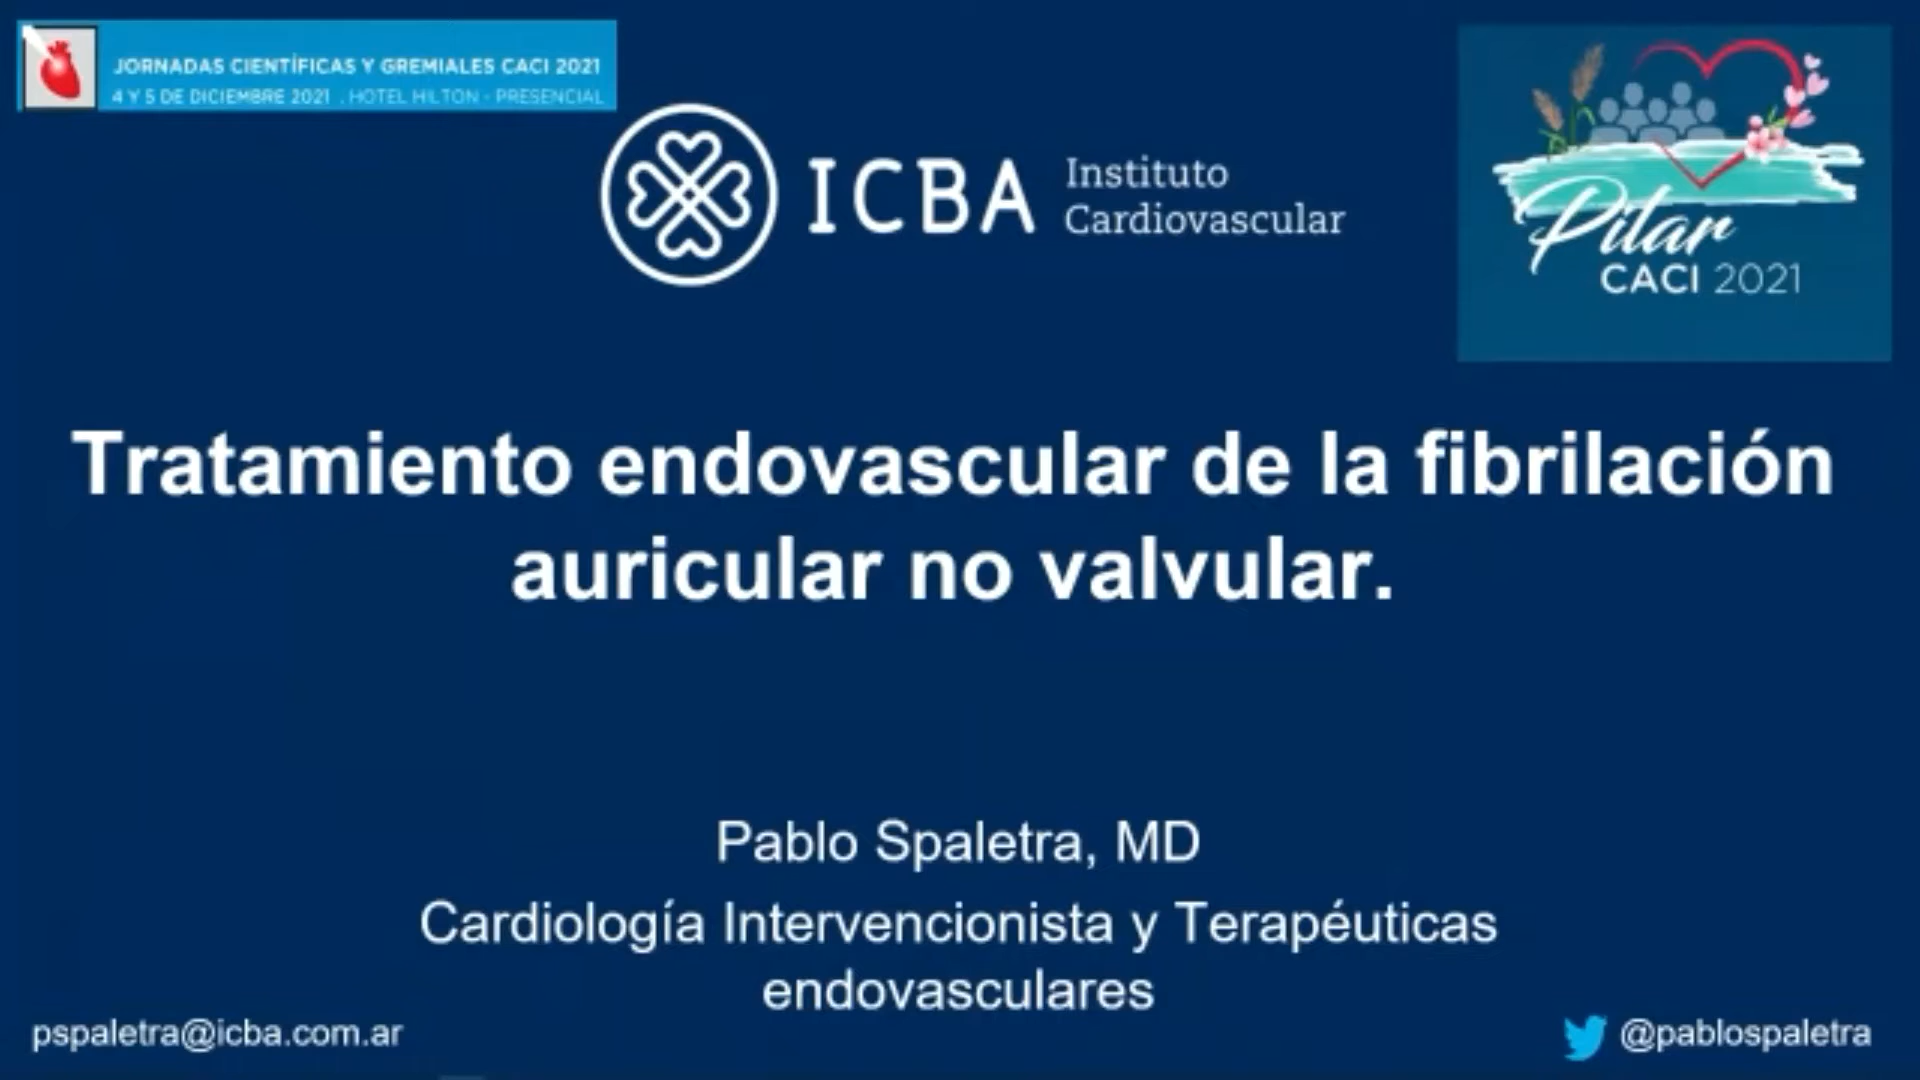 JORNADAS CIENTÍFICAS Y GREMIALES CACI 2021
4 Y 5 DE DICIEMBRE 2021 . HOTEL HILTON - PRESENCIAL
ICBA
Instituto
Cardiovascular
Pilar
CACI 2021
Tratamiento endovascular de la fibrilación
auricular no valvular.
Pablo Spaletra, MD
Cardiología Intervencionista y Terapéuticas
endovasculares
pspaletra@icba.com.ar
@pablospaletra